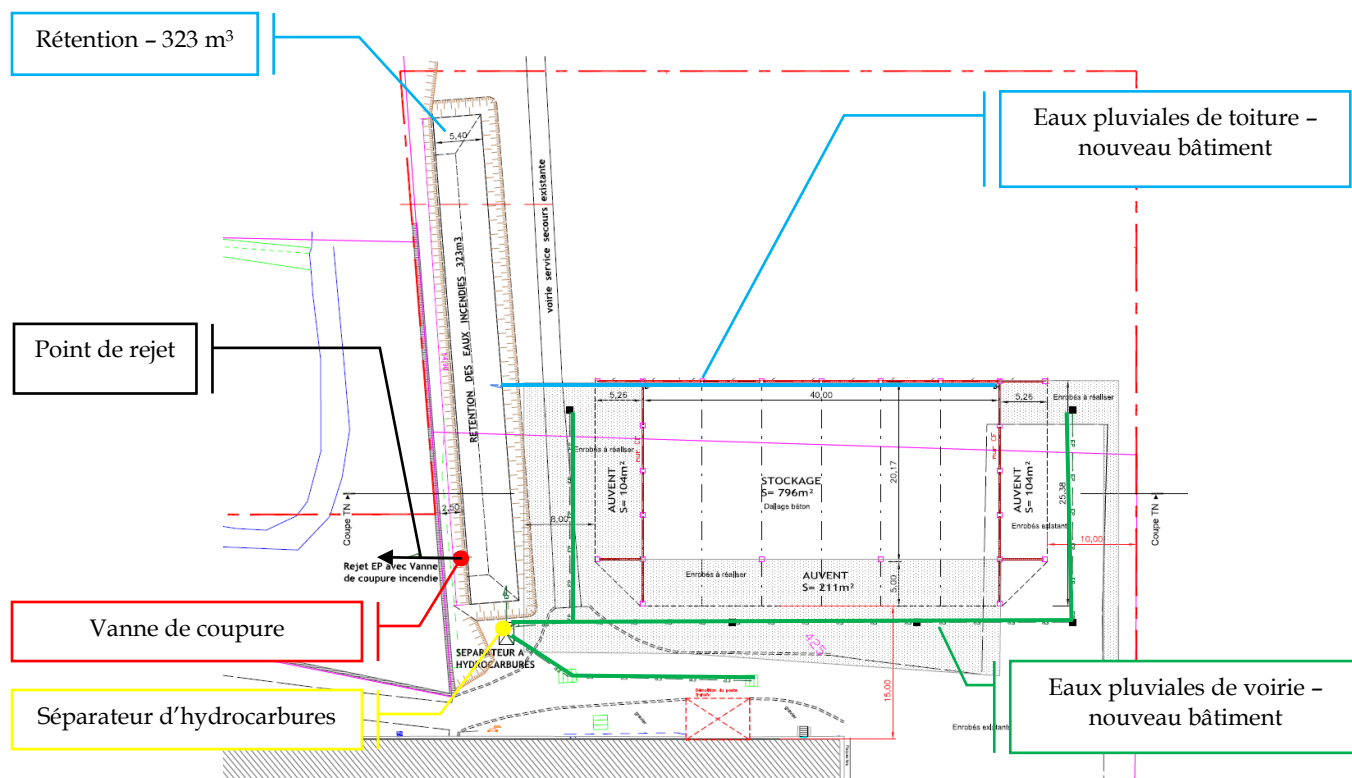 Rétention – 323 m³
Eaux pluviales de toiture –
nouveau bâtiment
5,40
RETENTION DES EAUX INCENDIES 323m3
voirie service secours existante
Point de rejet
5,26
40,00
5,26
Enrobés à réaliser
Enrobés à réaliser
AUVENT
S= 104m²
STOCKAGE
S= 796m²
Dallage béton
20,17
AUVENT
S= 104m²
25,38
Coupe TN
2,50
8,00
Enrobés existant
Coupe TN
10,00
Rejet EP avec Vanne
de coupure incendie
Enrobés à réaliser
AUVENT
S= 211m²
5,00
Vanne de coupure
425
SEPARATEUR A
HYDROCARBURES
15,00
Séparateur d’hydrocarbures
Eaux pluviales de voirie –
nouveau bâtiment
gravier
gravier